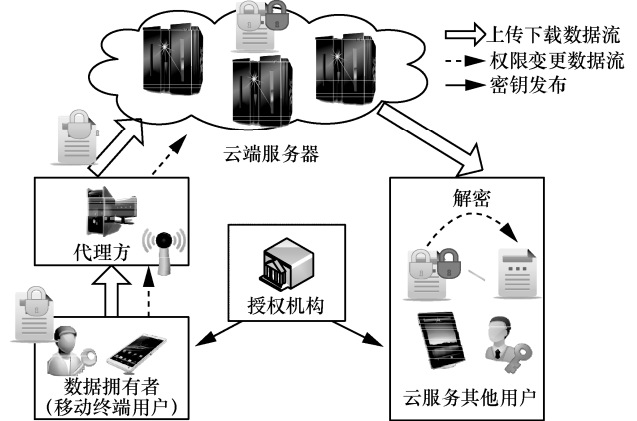 上传下载数据流
权限变更数据流
密钥发布
云端服务器
代理方
解密
授权机构
数据拥有者
（移动终端用户）
云服务其他用户